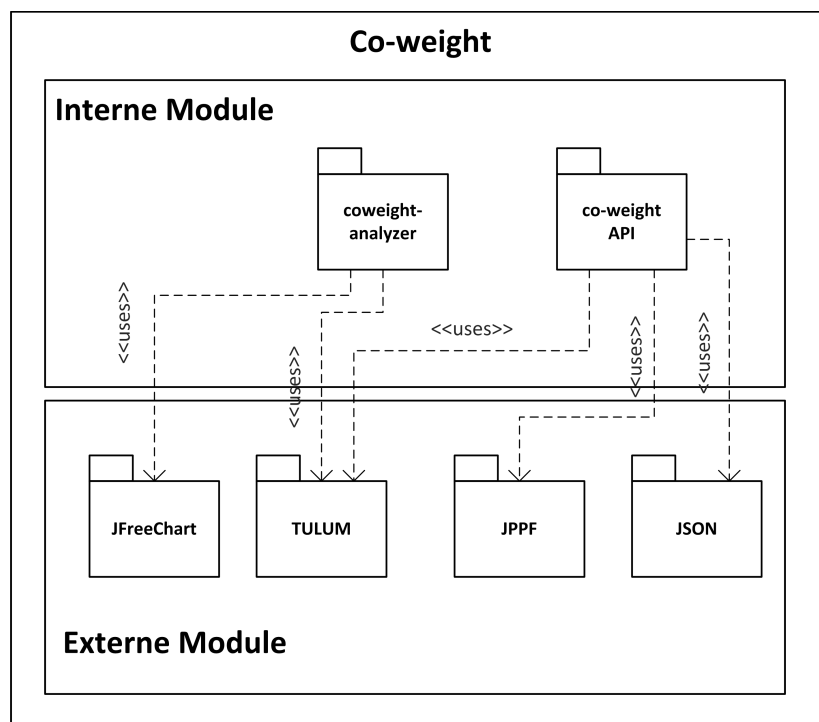 Co-weight
Interne Module
coweight-
analyzer
co-weight
API
<<uses>>
<<uses>>
<<uses>>
<<uses>>
<<uses>>
JFreeChart
TULUM
JPPF
JSON
Externe Module